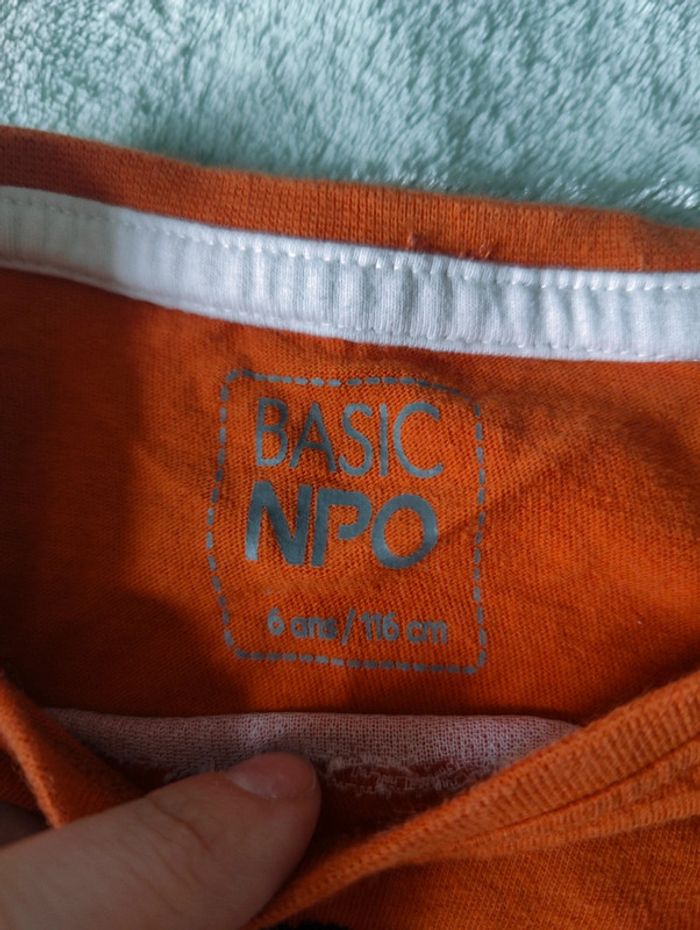 BASIC
NPO
6 ans / 116 cm